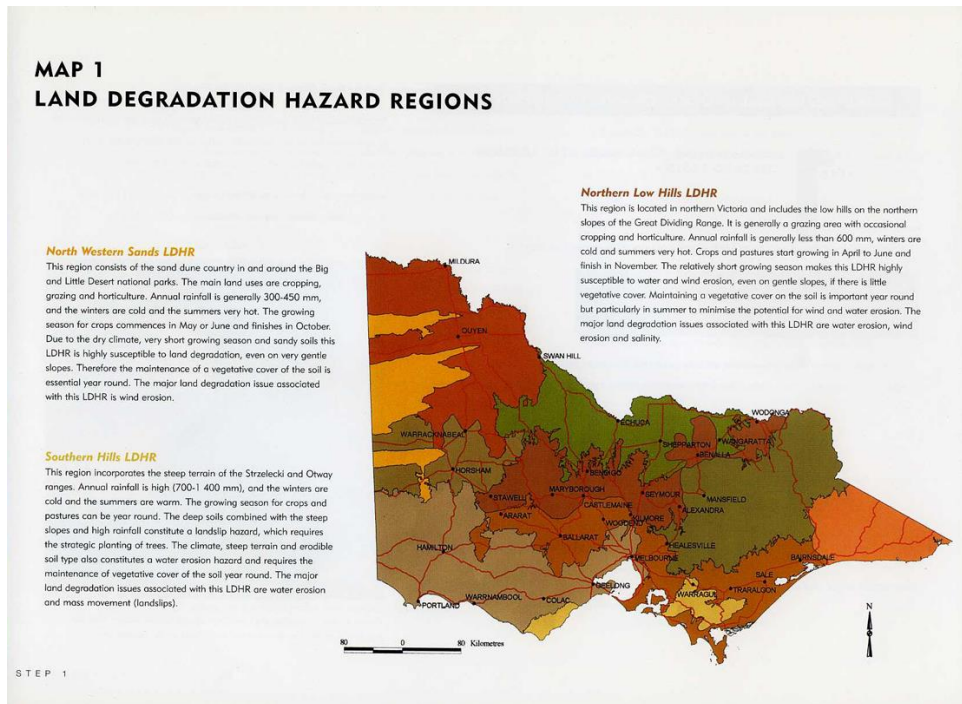 MAP 1
LAND DEGRADATION HAZARD REGIONS
North Western Sands LDHR
This region consists of the sand dune country in and around the Big
and Little Desert national parks. The main land uses are cropping,
grazing and horticulture. Annual rainfall is generally 300-450 mm,
and the winters are cold and the summers very hot. The growing
season for crops commences in May or June and finishes in October.
Due to the dry climate, very short growing season and sandy soils this
LDHR is highly susceptible to land degradation, even on very gentle
slopes. Therefore the maintenance of a vegetative cover of the soil is
essential year round. The major land degradation issue associated
with this LDHR is wind erosion.
Southern Hills LDHR
This region incorporates the steep terrain of the Strzelecki and Otway
ranges. Annual rainfall is high (700-1 400 mm), and the winters are
cold and the summers are warm. The growing season for crops and
pastures can be year round. The deep soils combined with the steep
slopes and high rainfall constitute a landslip hazard, which requires
the strategic planting of trees. The climate, steep terrain and erodible
soil type also constitutes a water erosion hazard and requires the
maintenance of vegetative cover of the soil year round. The major
land degradation issues associated with this LDHR are water erosion
and mass movement (landslips).
Northern Low Hills LDHR
This region is located in northern Victoria and includes the low hills on the northern
slopes of the Great Dividing Range. It is generally a grazing area with occasional
cropping and horticulture. Annual rainfall is generally less than 600 mm, winters are
cold and summers very hot. Crops and pastures start growing in April to June and
finish in November. The relatively short growing season makes this LDHR highly
susceptible to water and wind erosion, even on gentle slopes, if there is little
vegetative cover. Maintaining a vegetative cover on the soil is important year round
but particularly in summer to minimise the potential for wind and water erosion. The
major land degradation issues associated with this LDHR are water erosion, wind
erosion and salinity.
MILDURA
OUYEN
SWAN HILL
WODONGA
ECHUCA
WARRACKNABEAL
SHEPPARTON
WANGARATTA
BENALLA
HORSHAM
BENDIGO
STAWELL
MARYBOROUGH
SEYMOUR
MANSFIELD
CASTLEMAINE
ALEXANDRA
ARARAT
KILMORE
WOODEND
BALLARAT
HEALESVILLE
HAMILTON
MELBOURNE
BAIRNSDALE
SALE
GEELONG
TRARALGON
WARRAGUL
WARRNAMBOOL
COLAC
PORTLAND
N
80 0 80 Kilometres
STEP 1